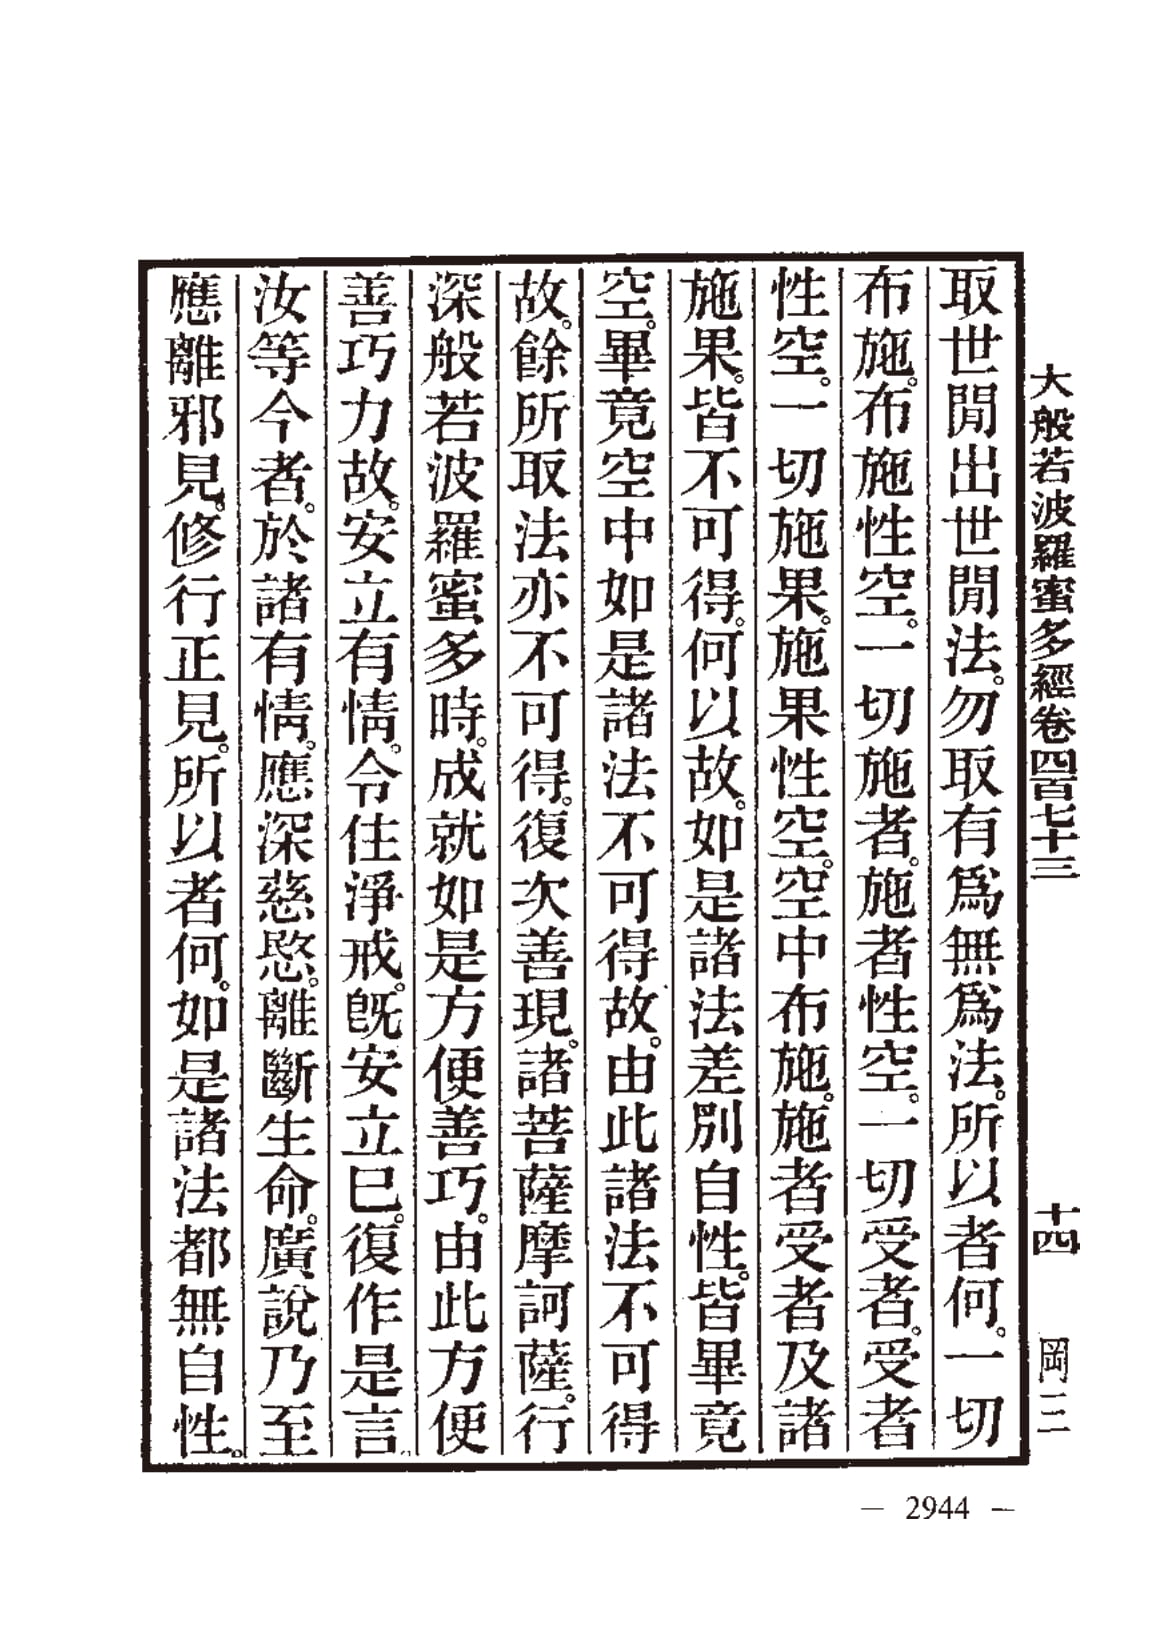 大般若波羅蜜多經卷四百七十三　十四　岡三
取世閒出世閒法。勿取有爲無爲法。所以者何。一切
布施。布施性空。一切施者。施者性空。一切受者。受者
性空。一切施果。施果性空。空中布施。施者受者及諸
施果。皆不可得。何以故。如是諸法差別自性。皆畢竟
空。畢竟空中如是諸法不可得故。由此諸法不可得
故。餘所取法亦不可得。復次善現。諸菩薩摩訶薩。行
深般若波羅蜜多時。成就如是方便善巧。由此方便
善巧力故。安立有情。令住淨戒。旣安立巳。復作是言。
汝等今者。於諸有情。應深慈愍。離斷生命。廣說乃至
應離邪見。修行正見。所以者何。如是諸法都無自性。
— 2944 —